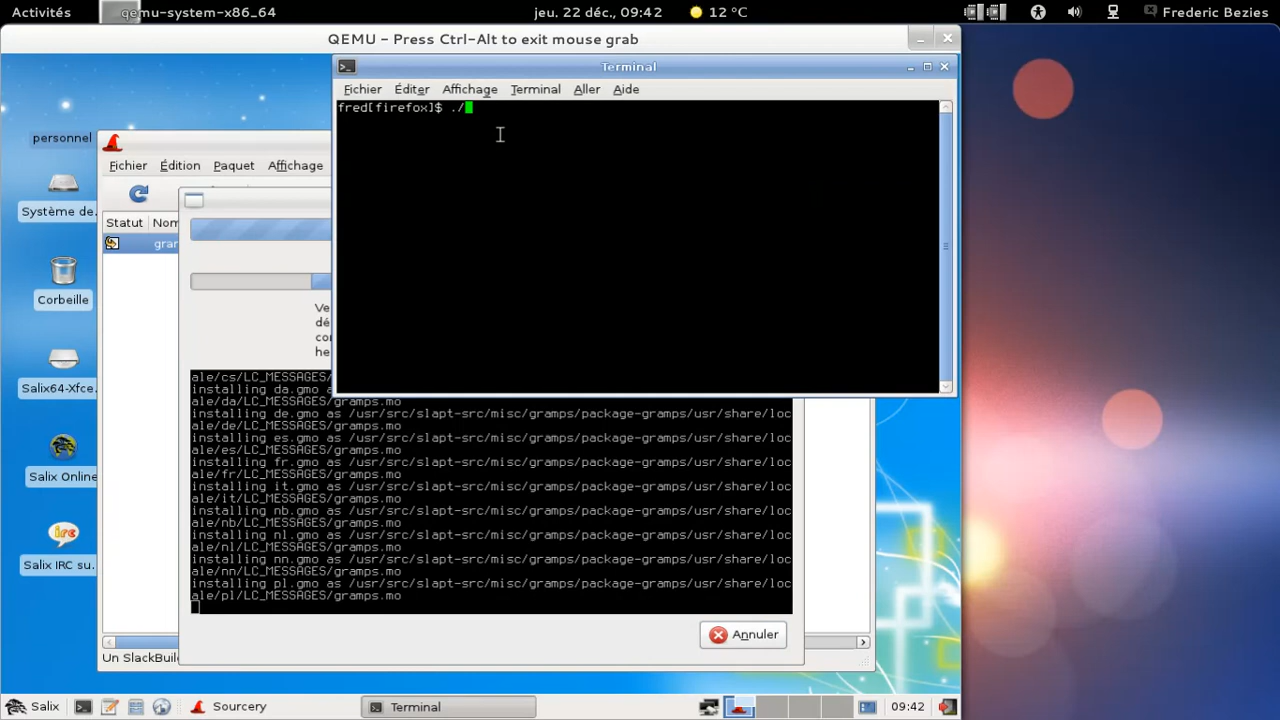 Activités
qemu-system-x86_64
jeu. 22 déc., 09:42
12 °C
Frederic Bezies
QEMU - Press Ctrl-Alt to exit mouse grab
Terminal
Fichier Éditer Affichage Terminal Aller Aide
fred[firefox]$ ./
personnel
Système de...
Corbeille
Salix64-Xfce...
Salix Online
irc
Salix IRC su...
Fichier Édition Paquet Affichage
Statut Nom
gram
Ve
dé
co
he
ale/cs/LC_MESSAGES/
installing da.gmo a
ale/da/LC_MESSAGES/gramps.mo
installing de.gmo as /usr/src/slapt-src/misc/gramps/package-gramps/usr/share/loc
ale/de/LC_MESSAGES/gramps.mo
installing es.gmo as /usr/src/slapt-src/misc/gramps/package-gramps/usr/share/loc
ale/es/LC_MESSAGES/gramps.mo
installing fr.gmo as /usr/src/slapt-src/misc/gramps/package-gramps/usr/share/loc
ale/fr/LC_MESSAGES/gramps.mo
installing it.gmo as /usr/src/slapt-src/misc/gramps/package-gramps/usr/share/loc
ale/it/LC_MESSAGES/gramps.mo
installing nb.gmo as /usr/src/slapt-src/misc/gramps/package-gramps/usr/share/loc
ale/nb/LC_MESSAGES/gramps.mo
installing nl.gmo as /usr/src/slapt-src/misc/gramps/package-gramps/usr/share/loc
ale/nl/LC_MESSAGES/gramps.mo
installing nn.gmo as /usr/src/slapt-src/misc/gramps/package-gramps/usr/share/loc
ale/nn/LC_MESSAGES/gramps.mo
installing pl.gmo as /usr/src/slapt-src/misc/gramps/package-gramps/usr/share/loc
ale/pl/LC_MESSAGES/gramps.mo
Annuler
Un SlackBuil
Salix
Sourcery
Terminal
09:42